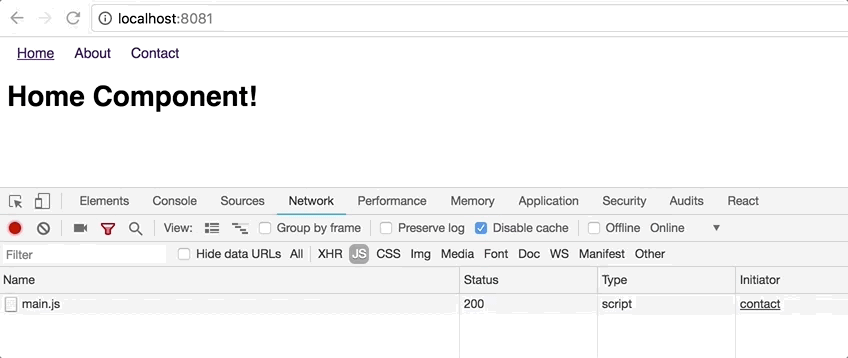 localhost:8081
Home About Contact
Home Component!
Elements Console Sources Network Performance Memory Application Security Audits React
View: Group by frame Preserve log Disable cache Offline Online
Filter Hide data URLs All XHR JS CSS Img Media Font Doc WS Manifest Other
Name Status Type Initiator
main.js 200 script contact